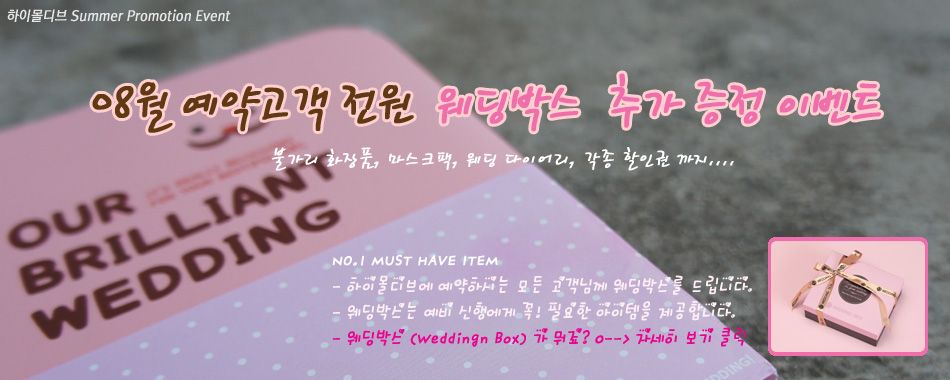 하이몰디브 Summer Promotion Event
08월 예약고객 전원 웨딩박스 추가 증정 이벤트
불가리 화장품, 마스크팩, 웨딩 다이어리, 각종 할인권 까지....
OUR
BRILLIANT
WEDDING
NO.1 MUST HAVE ITEM
- 하이몰디브에 예약하시는 모든 고객님께 웨딩박스를 드립니다.
- 웨딩박스는 예비 신행에게 꼭! 필요한 아이템을 제공합니다.
- 웨딩박스 (Weddingn Box) 가 뭐죠? 0--> 자세히 보기 클릭
WEDDING!